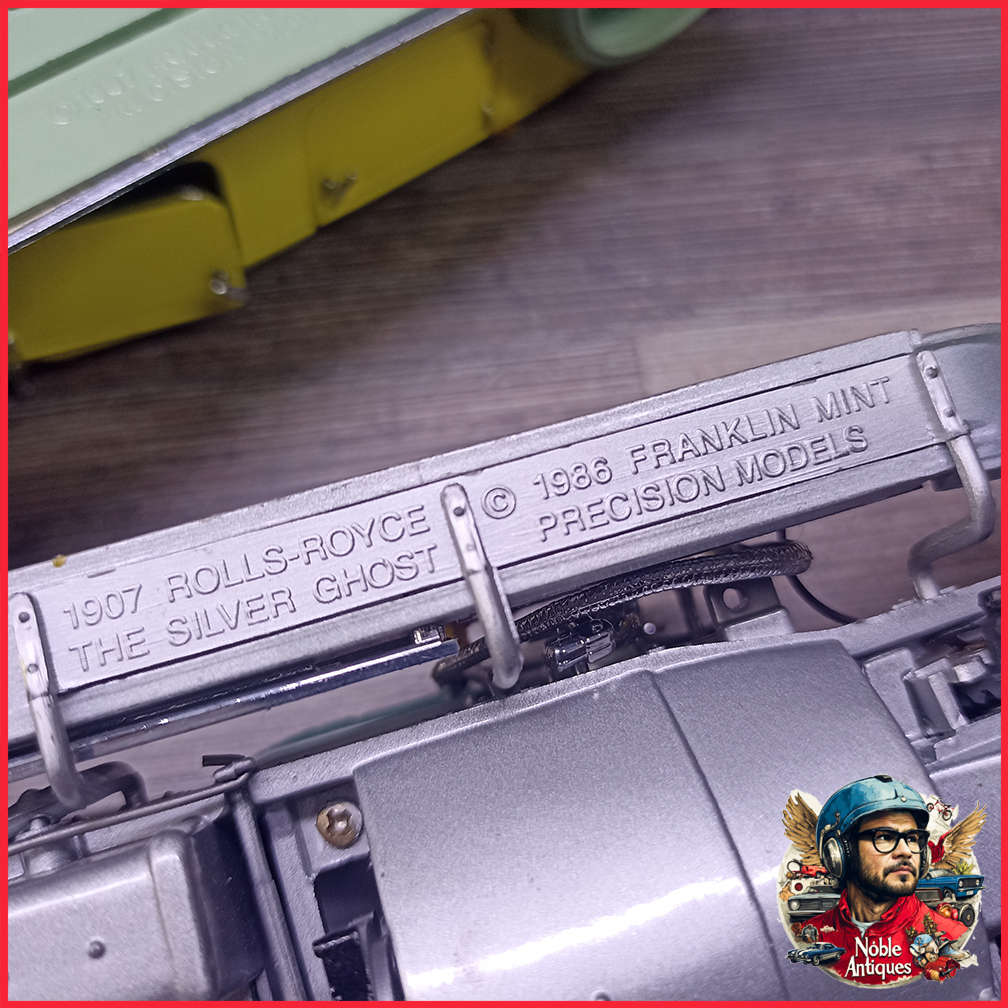 1907 ROLLS-ROYCE
THE SILVER GHOST
© 1986 FRANKLIN MINT
PRECISION MODELS
Noble
Antiques